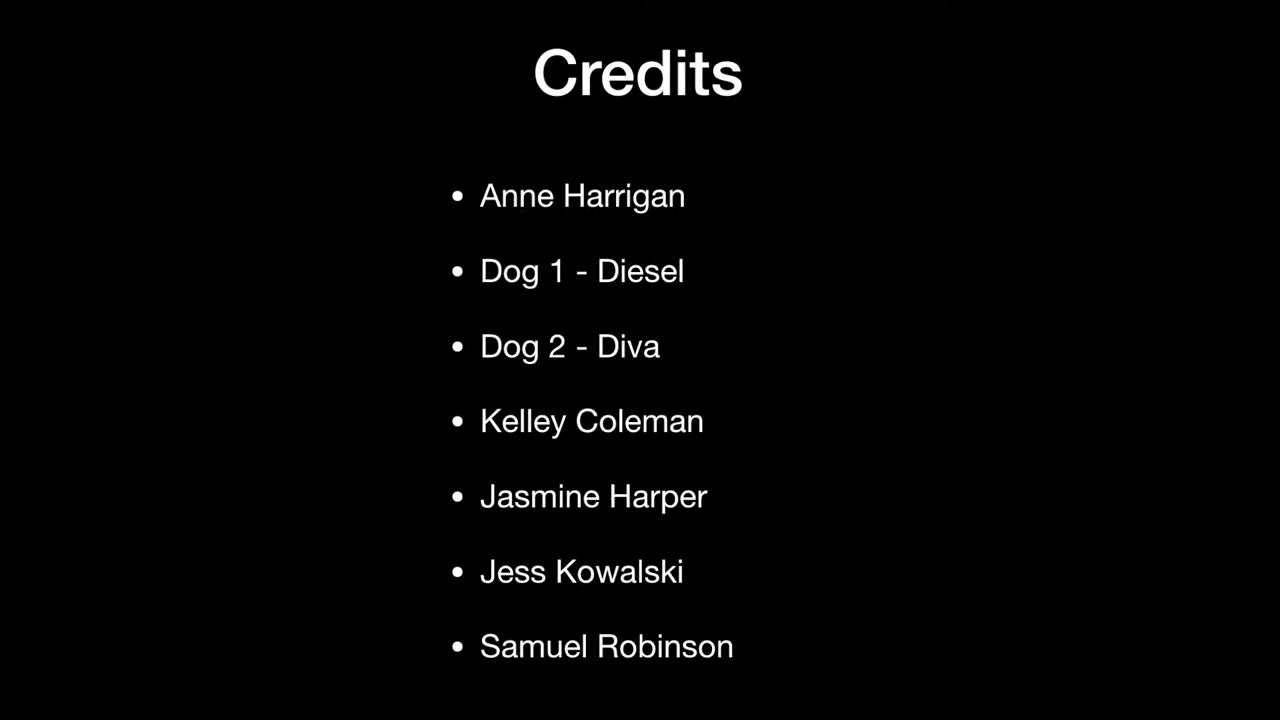 Credits
• Anne Harrigan
• Dog 1 - Diesel
• Dog 2 - Diva
• Kelley Coleman
• Jasmine Harper
• Jess Kowalski
• Samuel Robinson